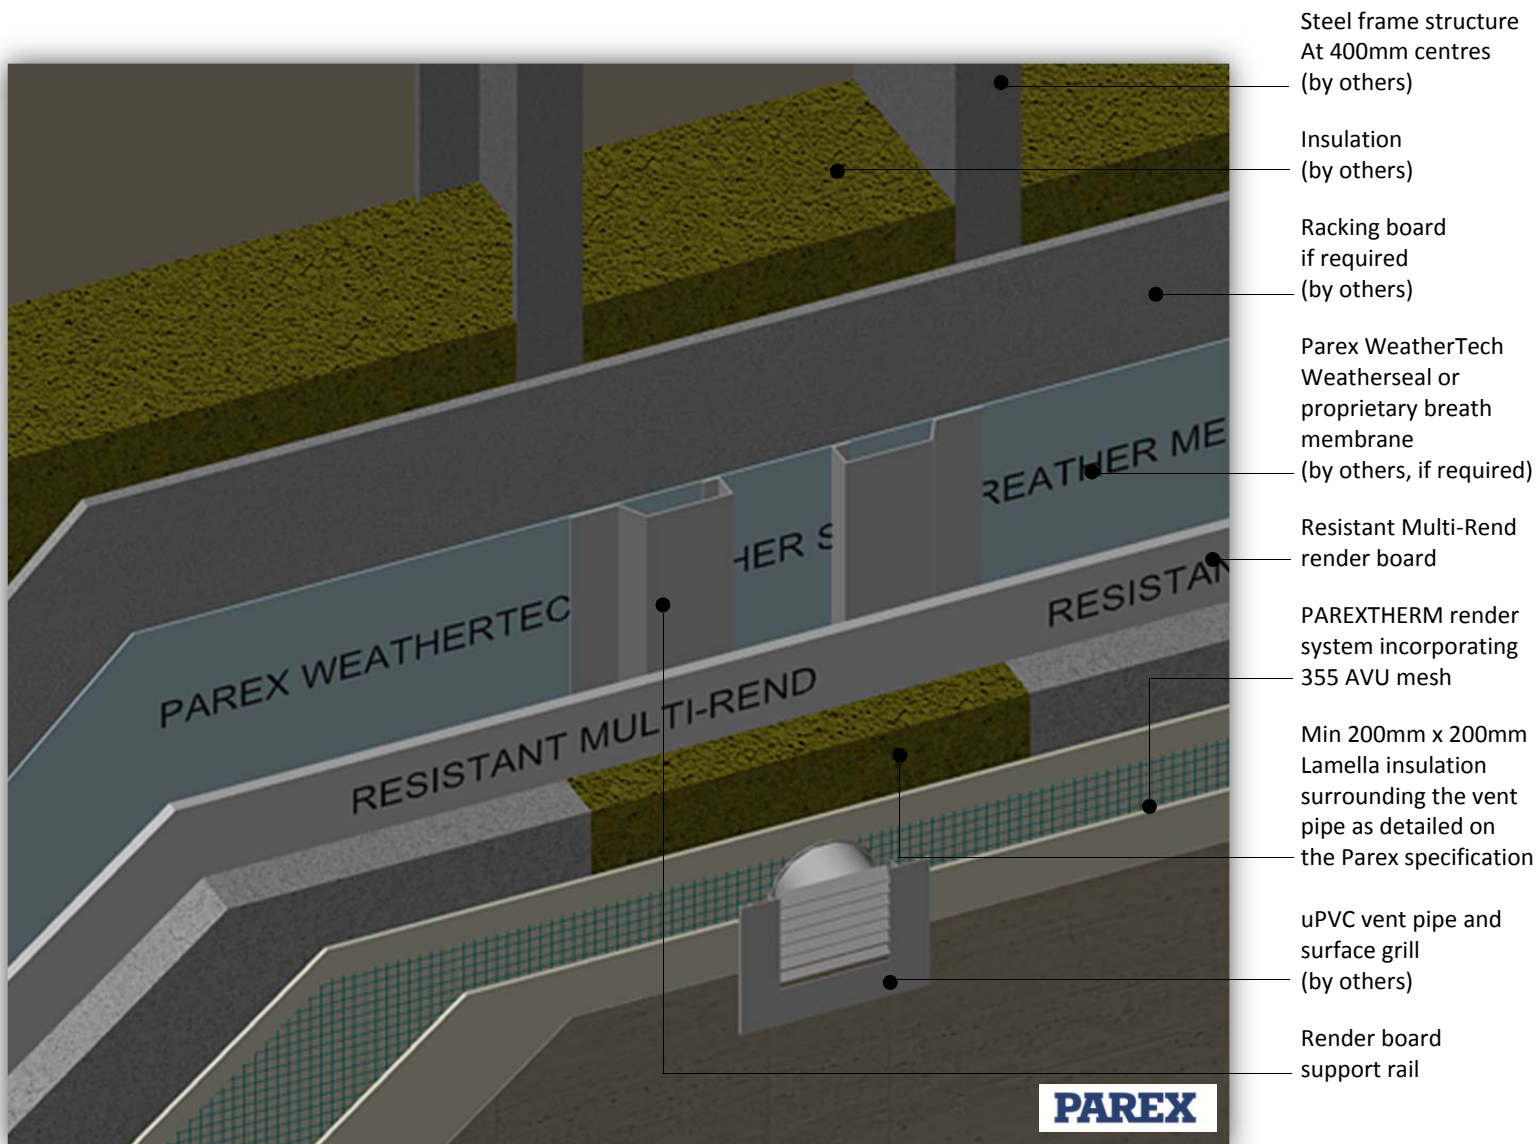 Steel frame structure
At 400mm centres
(by others)
Insulation
(by others)
Racking board
if required
(by others)
Parex WeatherTech
Weatherseal or
proprietary breath
membrane
(by others, if required)
Resistant Multi-Rend
render board
PAREXTHERM render
system incorporating
355 AVU mesh
Min 200mm x 200mm
Lamella insulation
surrounding the vent
pipe as detailed on
the Parex specification
uPVC vent pipe and
surface grill
(by others)
Render board
support rail
PAREX WEATHERTEC
HER S
REATHER ME
RESISTANT MULTI-REND
RESISTAN
PAREX